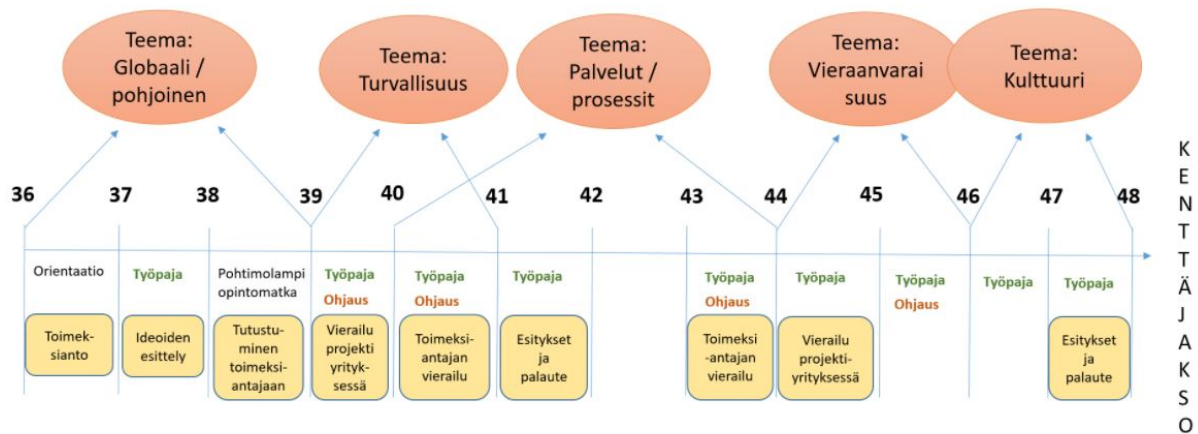 Teema:
Globaali /
pohjoinen
Teema:
Turvallisuus
Teema:
Palvelut /
prosessit
Teema:
Vieraanvarai
suus
Teema:
Kulttuuri
36 37 38 39 40 41 42 43 44 45 46 47 48
Orientaatio
Työpaja
Pohtimolampi
opintomatka
Työpaja
Ohjaus
Työpaja
Ohjaus
Työpaja
Työpaja
Ohjaus
Työpaja
Työpaja
Ohjaus
Työpaja
Työpaja
Toimek-
sianto
Ideoiden
esittely
Tutustu-
minen
toimeksi-
antajaan
Vierailu
projekti
yrityk-
sessä
Toimeksi-
antajan
vierailu
Esitykset
ja
palaute
Toimeksi
-antajan
vierailu
Vierailu
projekti-
yrityksessä
Esitykset
ja
palaute
K
E
N
T
T
Ä
J
A
K
S
O